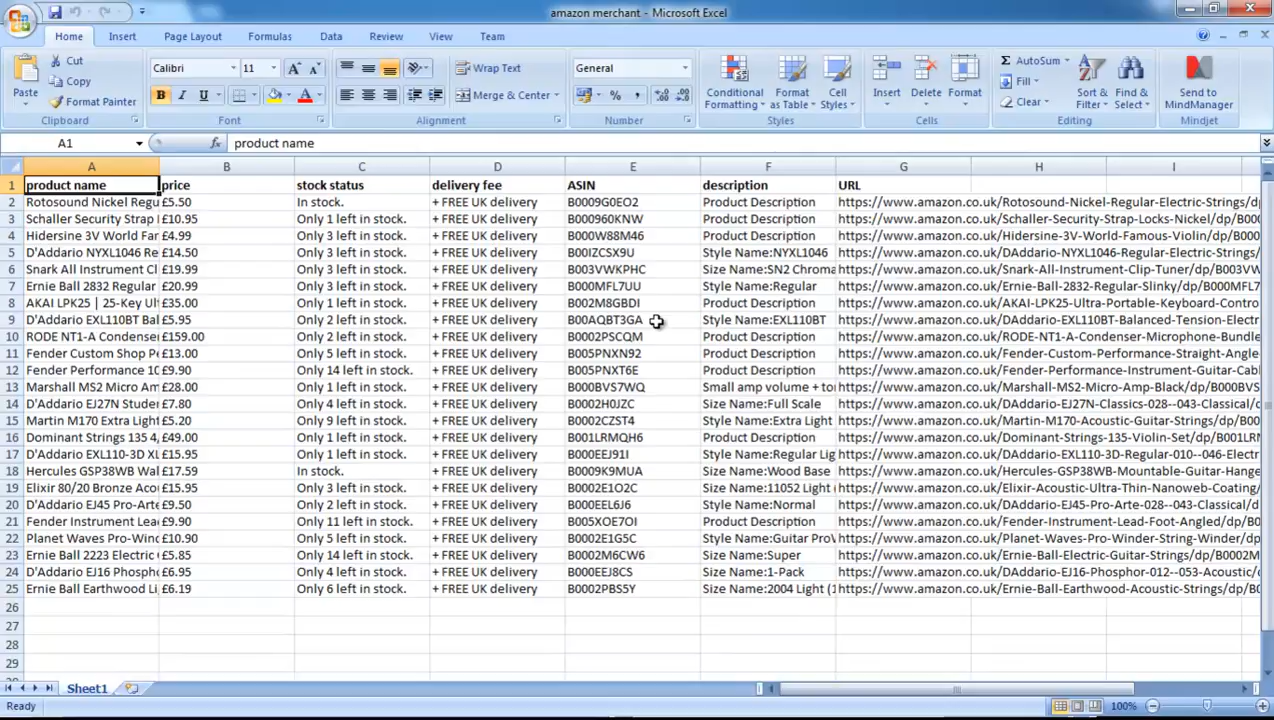 amazon merchant - Microsoft Excel
Home Insert Page Layout Formulas Data Review View Team
Paste Cut Copy Format Painter Clipboard
Calibri 11 B I U Font
Wrap Text Merge & Center Alignment
General % , Number
Conditional Formatting Format as Table Cell Styles Styles
Insert Delete Format Cells
AutoSum Fill Clear Sort & Filter Find & Select Editing
Send to MindManager Mindjet
A1 fx product name
A B C D E F G H I
1 product name price stock status delivery fee ASIN description URL
2 Rotosound Nickel Regu £5.50 In stock. + FREE UK delivery B0009G0EO2 Product Description https://www.amazon.co.uk/Rotosound-Nickel-Regular-Electric-Strings/dp
3 Schaller Security Strap £10.95 Only 1 left in stock. + FREE UK delivery B000960KNW Product Description https://www.amazon.co.uk/Schaller-Security-Strap-Locks-Nickel/dp/B000
4 Hidersine 3V World Far £4.99 Only 3 left in stock. + FREE UK delivery B000W88M46 Product Description https://www.amazon.co.uk/Hidersine-3V-World-Famous-Violin/dp/B00
5 D'Addario NYXL1046 Re £14.50 Only 3 left in stock. + FREE UK delivery B00IZCSX9U Style Name:NYXL1046 https://www.amazon.co.uk/DAddario-NYXL1046-Regular-Electric-Strings/
6 Snark All Instrument Cl £19.99 Only 3 left in stock. + FREE UK delivery B003VWKPHC Size Name:SN2 Chroma https://www.amazon.co.uk/Snark-All-Instrument-Clip-Tuner/dp/B003VW
7 Ernie Ball 2832 Regular £20.99 Only 3 left in stock. + FREE UK delivery B000MFL7UU Style Name:Regular https://www.amazon.co.uk/Ernie-Ball-2832-Regular-Slinky/dp/B000MFL7
8 AKAI LPK25 | 25-Key Ul £35.00 Only 1 left in stock. + FREE UK delivery B002M8GBDI Product Description https://www.amazon.co.uk/AKAI-LPK25-Ultra-Portable-Keyboard-Contro
9 D'Addario EXL110BT Bal £5.95 Only 2 left in stock. + FREE UK delivery B00AQBT3GA Style Name:EXL110BT https://www.amazon.co.uk/DAddario-EXL110BT-Balanced-Tension-Electr
10 RODE NT1-A Condenser £159.00 Only 2 left in stock. + FREE UK delivery B0002PSCQM Product Description https://www.amazon.co.uk/RODE-NT1-A-Condenser-Microphone-Bundle
11 Fender Custom Shop P £13.00 Only 5 left in stock. + FREE UK delivery B005PNXN92 Product Description https://www.amazon.co.uk/Fender-Custom-Performance-Straight-Angle
12 Fender Performance 10 £9.90 Only 14 left in stock. + FREE UK delivery B005PNXT6E Product Description https://www.amazon.co.uk/Fender-Performance-Instrument-Guitar-Cab
13 Marshall MS2 Micro Am £28.00 Only 1 left in stock. + FREE UK delivery B000BVS7WQ Small amp volume + to https://www.amazon.co.uk/Marshall-MS2-Micro-Amp-Black/dp/B000BVS
14 D'Addario EJ27N Stude £7.80 Only 4 left in stock. + FREE UK delivery B0002H0JZC Size Name:Full Scale https://www.amazon.co.uk/DAddario-EJ27N-Classics-028--043-Classical/d
15 Martin M170 Extra Light £5.20 Only 9 left in stock. + FREE UK delivery B0002CZST4 Style Name:Extra Light https://www.amazon.co.uk/Martin-M170-Acoustic-Guitar-Strings/dp/B00
16 Dominant Strings 135 4, £49.00 Only 1 left in stock. + FREE UK delivery B001LRMQH6 Product Description https://www.amazon.co.uk/Dominant-Strings-135-Violin-Set/dp/B001LRM
17 D'Addario EXL110-3D XL £15.95 Only 1 left in stock. + FREE UK delivery B000EEJ91I Style Name:Regular Lig https://www.amazon.co.uk/DAddario-EXL110-3D-Regular-010--046-Electr
18 Hercules GSP38WB Wal £17.59 In stock. + FREE UK delivery B0009K9MUA Size Name:Wood Base https://www.amazon.co.uk/Hercules-GSP38WB-Mountable-Guitar-Hange
19 Elixir 80/20 Bronze Aco £15.95 Only 3 left in stock. + FREE UK delivery B0002E1O2C Size Name:11052 Light https://www.amazon.co.uk/Elixir-Acoustic-Ultra-Thin-Nanoweb-Coating/
20 D'Addario EJ45 Pro-Arte £9.50 Only 2 left in stock. + FREE UK delivery B000EEL6J6 Style Name:Normal https://www.amazon.co.uk/DAddario-EJ45-Pro-Arte-028--043-Classical/d
21 Fender Instrument Lea £9.90 Only 11 left in stock. + FREE UK delivery B005XOE7OI Product Description https://www.amazon.co.uk/Fender-Instrument-Lead-Foot-Angled/dp/B0
22 Planet Waves Pro-Wind £10.90 Only 5 left in stock. + FREE UK delivery B0002E1G5C Style Name:Guitar Pro https://www.amazon.co.uk/Planet-Waves-Pro-Winder-String-Winder/dp
23 Ernie Ball 2223 Electric £5.85 Only 14 left in stock. + FREE UK delivery B0002M6CW6 Size Name:Super https://www.amazon.co.uk/Ernie-Ball-Electric-Guitar-Strings/dp/B0002M
24 D'Addario EJ16 Phosph £6.95 Only 4 left in stock. + FREE UK delivery B000EEJ8CS Size Name:1-Pack https://www.amazon.co.uk/DAddario-EJ16-Phosphor-012--053-Acoustic/
25 Ernie Ball Earthwood Li £6.19 Only 6 left in stock. + FREE UK delivery B0002PBS5Y Size Name:2004 Light (1 https://www.amazon.co.uk/Ernie-Ball-Earthwood-Acoustic-Strings/dp/B
26
27
28
29
Sheet1
Ready 100%